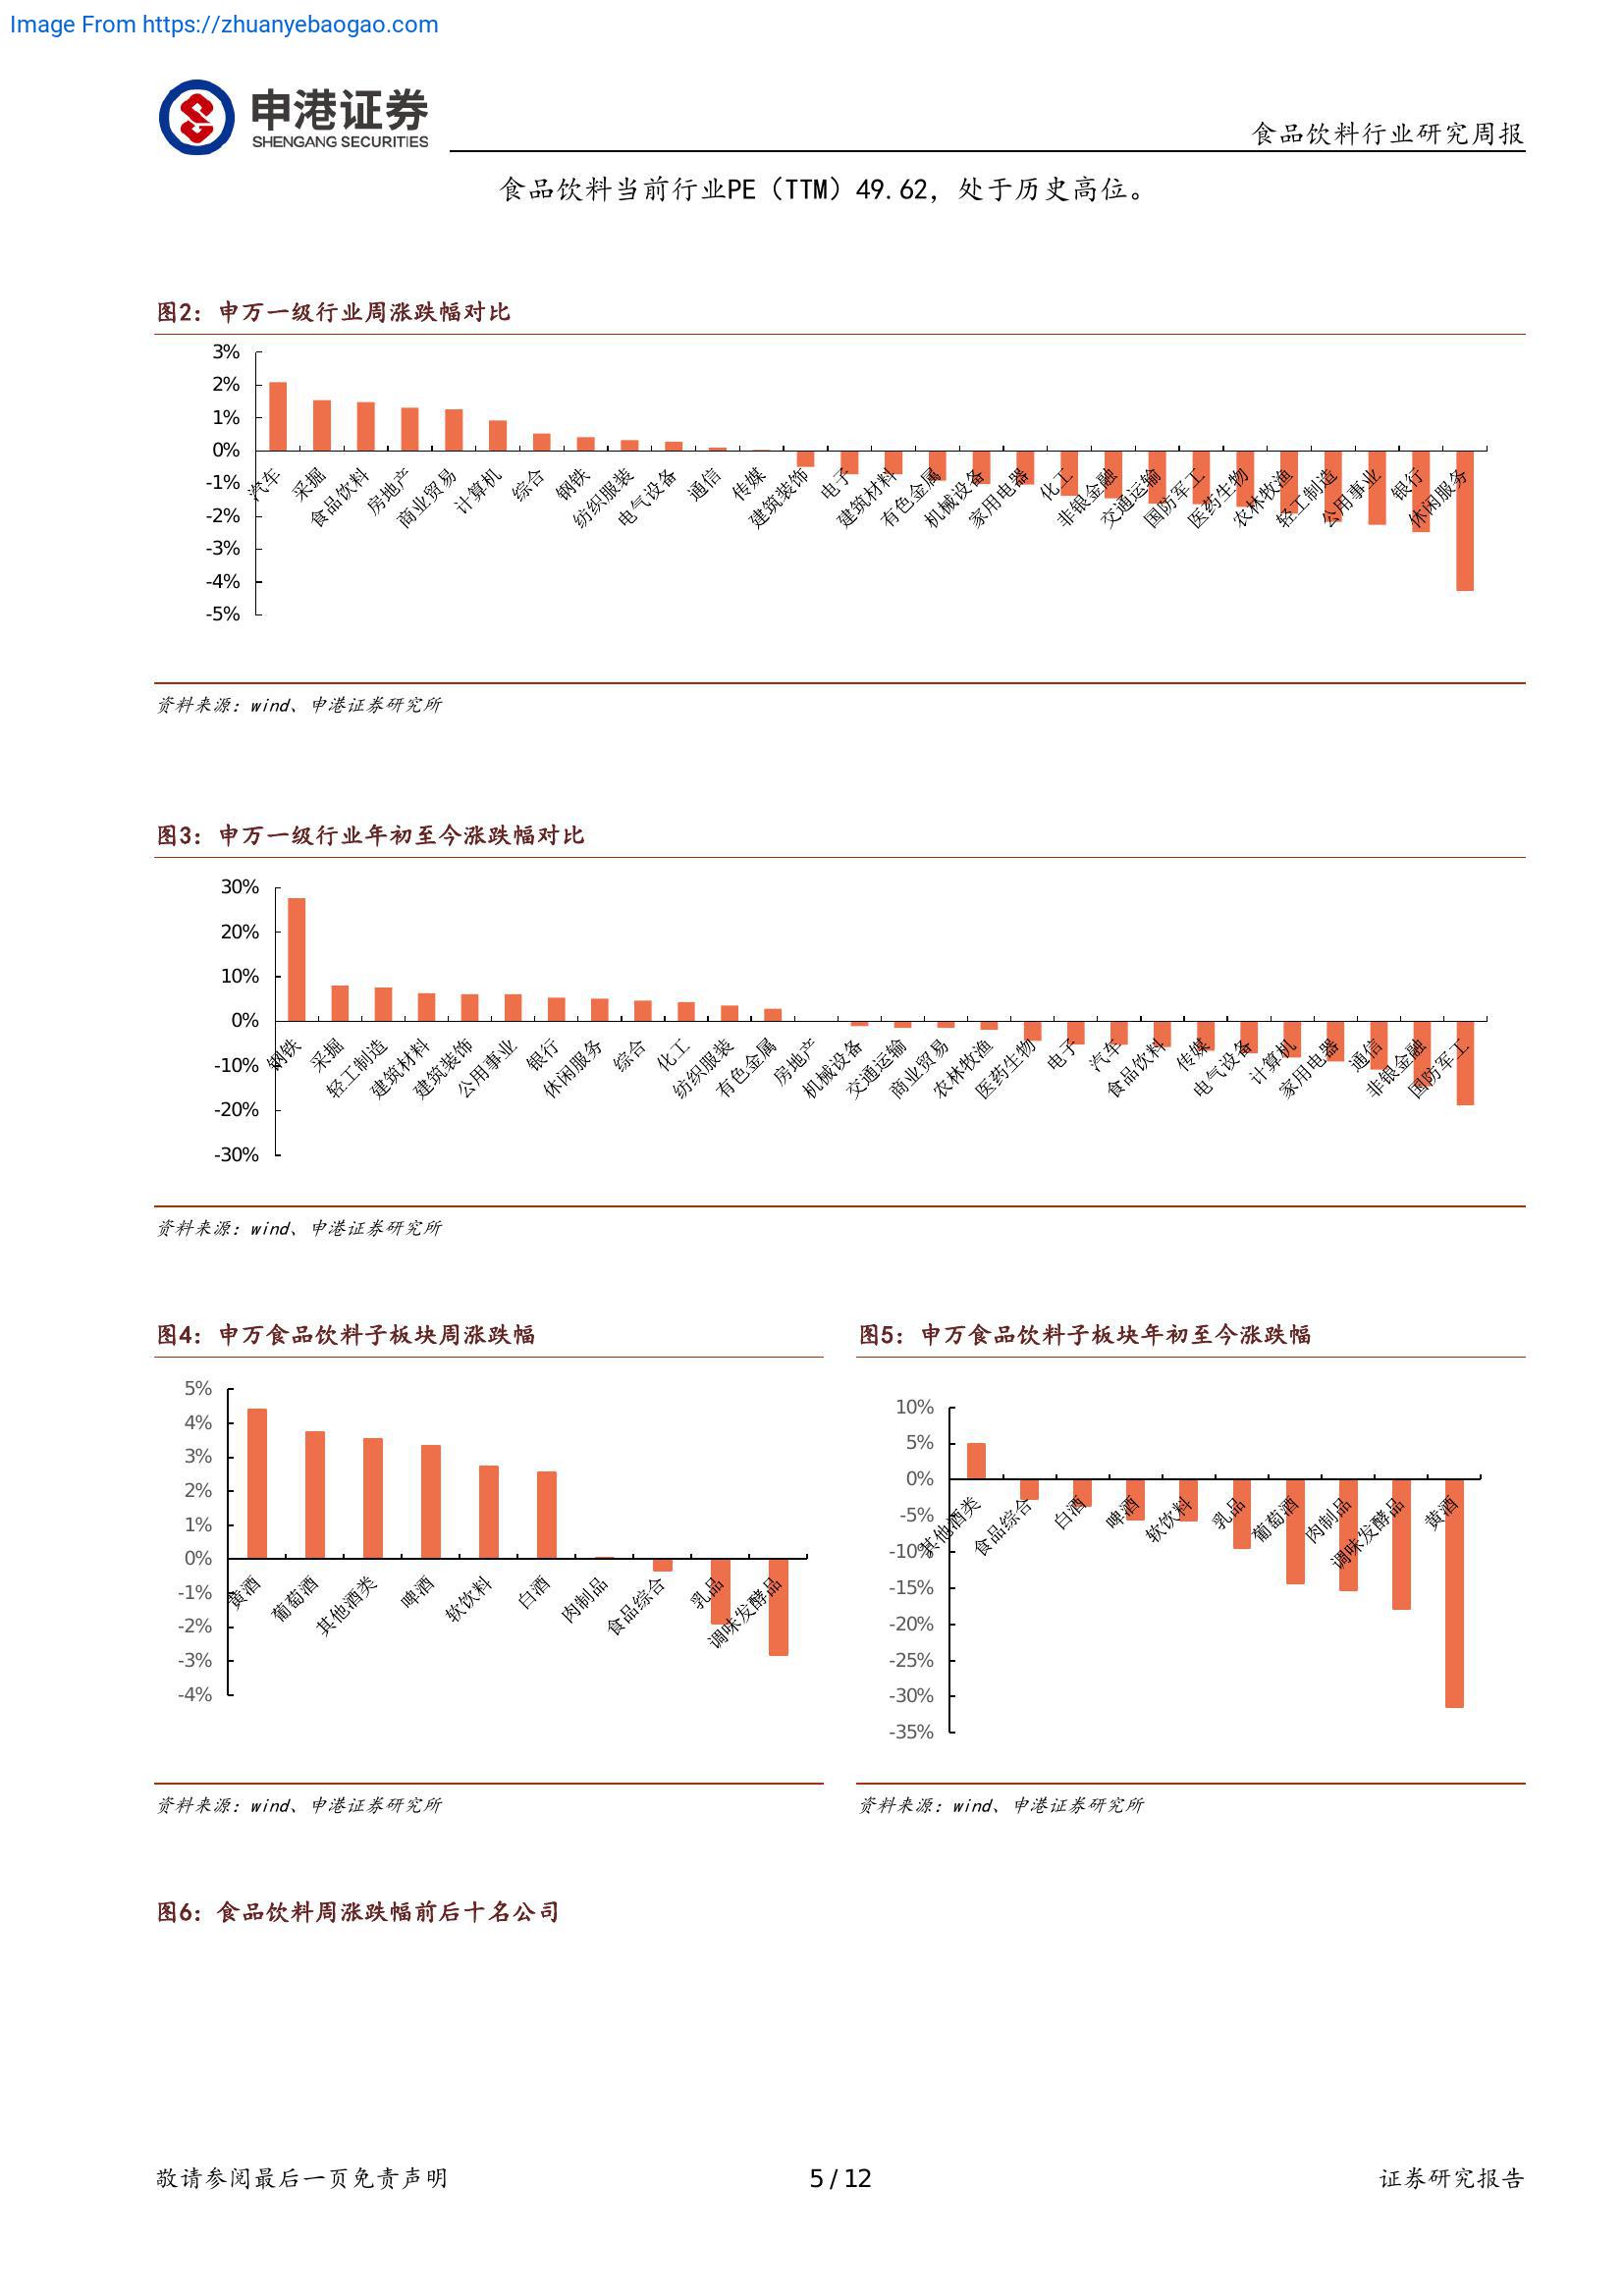 Image From https://zhuanyebaogao.com
申港证券
SHENGANG SECURITIES
食品饮料行业研究周报
食品饮料当前行业PE（TTM）49.62，处于历史高位。
图2：申万一级行业周涨跌幅对比
3%
2%
1%
0%
-1%
-2%
-3%
-4%
-5%
汽车 采掘 食品饮料 房地产 商业贸易 计算机 综合 钢铁 纺织服装 电气设备 通信 传媒 建筑装饰 电子 建筑材料 有色金属 机械设备 家用电器 化工 非银金融 交通运输 国防军工 医药生物 农林牧渔 轻工制造 公用事业 银行 休闲服务
资料来源：wind、申港证券研究所
图3：申万一级行业年初至今涨跌幅对比
30%
20%
10%
0%
-10%
-20%
-30%
钢铁 采掘 轻工制造 建筑材料 建筑装饰 公用事业 银行 休闲服务 综合 化工 纺织服装 有色金属 房地产 机械设备 交通运输 商业贸易 农林牧渔 医药生物 电子 汽车 食品饮料 传媒 电气设备 计算机 家用电器 通信 非银金融 国防军工
资料来源：wind、申港证券研究所
图4：申万食品饮料子板块周涨跌幅
5%
4%
3%
2%
1%
0%
-1%
-2%
-3%
-4%
黄酒 葡萄酒 其他酒类 啤酒 软饮料 白酒 肉制品 食品综合 乳品 调味发酵品
资料来源：wind、申港证券研究所
图5：申万食品饮料子板块年初至今涨跌幅
10%
5%
0%
-5%
-10%
-15%
-20%
-25%
-30%
-35%
其他酒类 食品综合 白酒 啤酒 软饮料 乳品 葡萄酒 肉制品 调味发酵品 黄酒
资料来源：wind、申港证券研究所
图6：食品饮料周涨跌幅前后十名公司
敬请参阅最后一页免责声明
5 / 12
证券研究报告